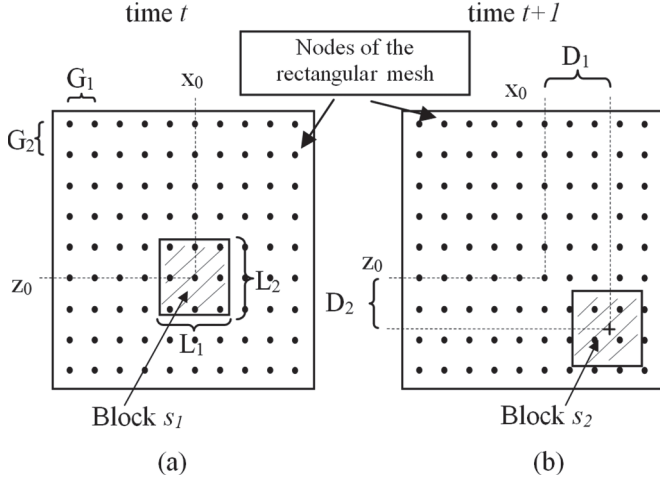 time t
time t+1
Nodes of the
rectangular mesh
G1
x0
D1
x0
G2
z0
L2
L1
z0
D2
Block s1
Block s2
(a)
(b)